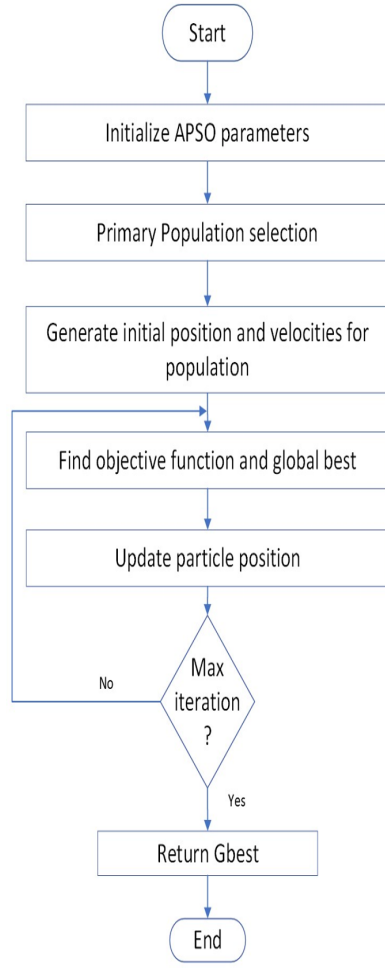 Start
Initialize APSO parameters
Primary Population selection
Generate initial position and velocities for
population
Find objective function and global best
Update particle position
Max
iteration
?
No
Yes
Return Gbest
End